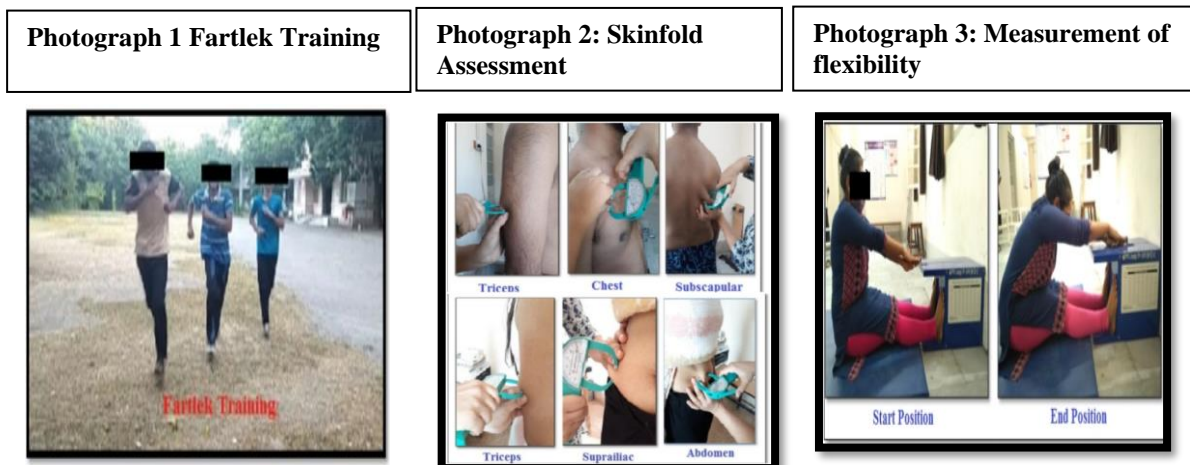 Photograph 1 Fartlek Training
Photograph 2: Skinfold
Assessment
Photograph 3: Measurement of
flexibility
Fartlek Training
Triceps
Chest
Subscapular
Triceps
Suprailiac
Abdomen
Start Position
End Position